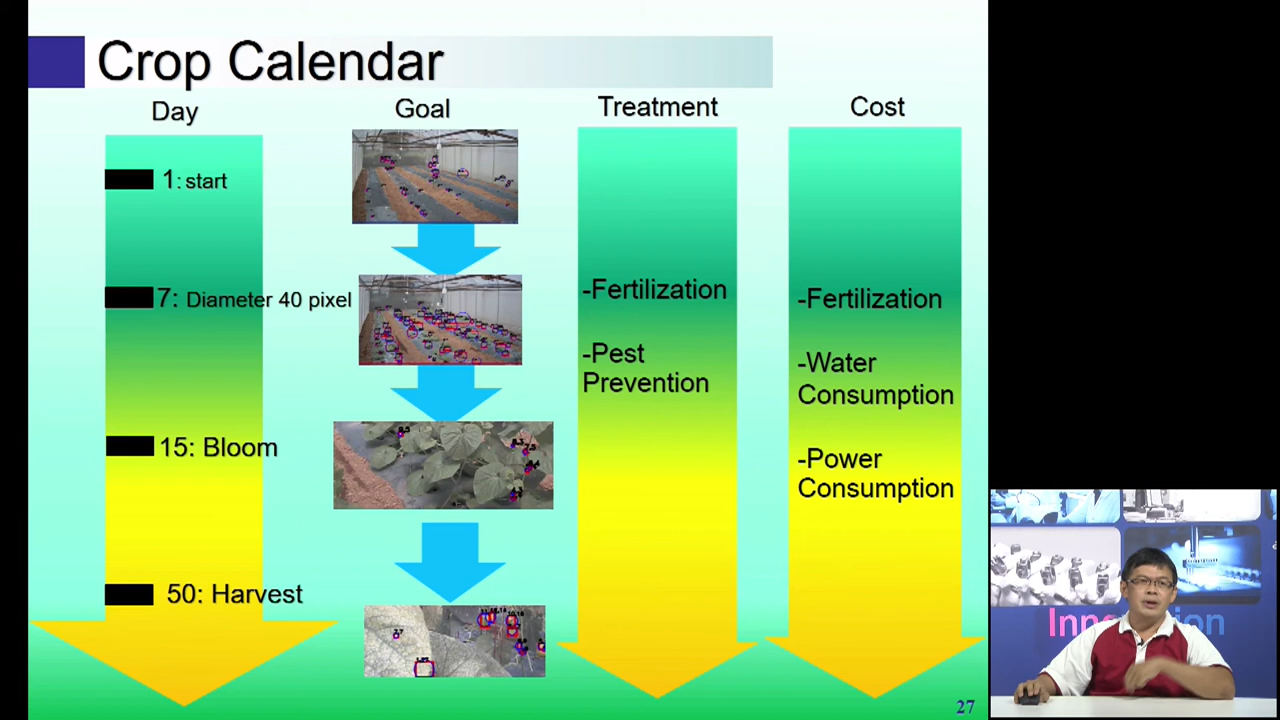 Crop Calendar
Day
Goal
Treatment
Cost
1: start
7: Diameter 40 pixel
15: Bloom
50: Harvest
-Fertilization
-Pest
Prevention
-Fertilization
-Water
Consumption
-Power
Consumption
27